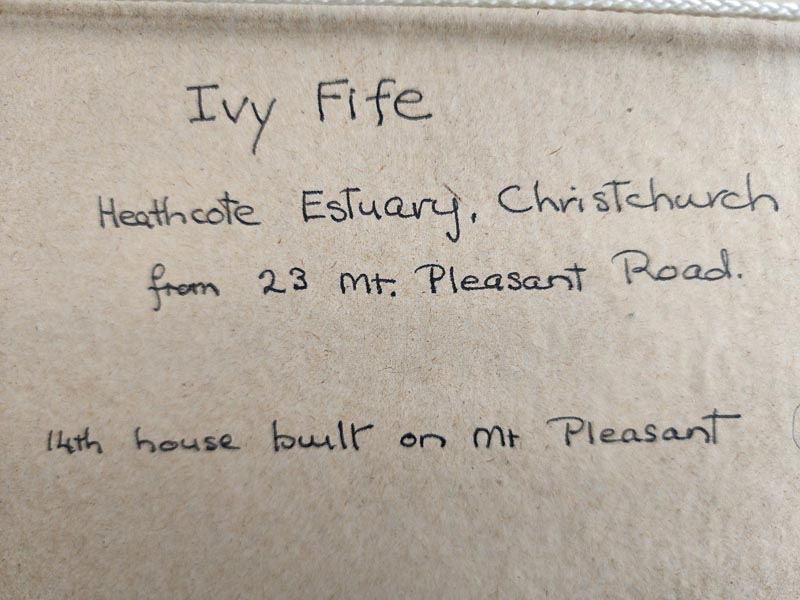 Ivy Fife
Heathcote Estuary, Christchurch
from 23 Mt. Pleasant Road.
14th house built on Mt Pleasant